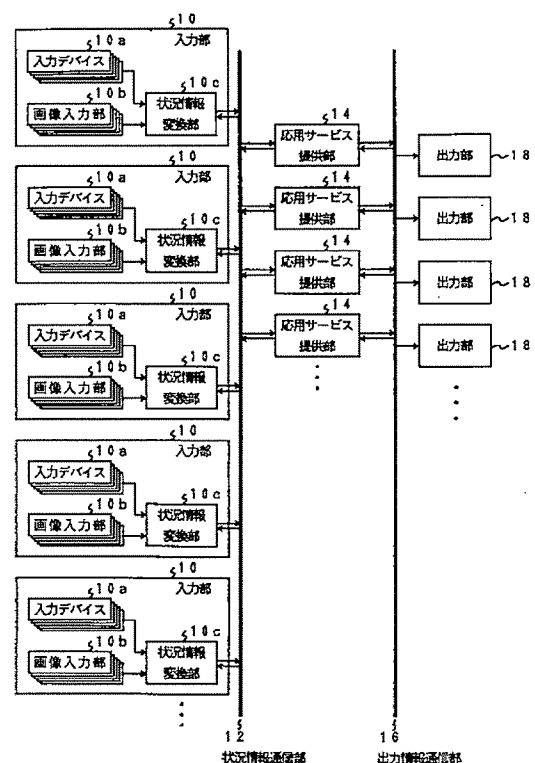 10
入力部
10a
入力デバイス
10b
画像入力部
10c
状況情報
変換部
10
入力部
10a
入力デバイス
10b
画像入力部
10c
状況情報
変換部
10
入力部
10a
入力デバイス
10b
画像入力部
10c
状況情報
変換部
10
入力部
10a
入力デバイス
10b
画像入力部
10c
状況情報
変換部
10
入力部
10a
入力デバイス
10b
画像入力部
10c
状況情報
変換部
14
応用サービス
提供部
14
応用サービス
提供部
14
応用サービス
提供部
14
応用サービス
提供部
出力部
18
出力部
18
出力部
18
出力部
18
12
状況情報通信部
16
出力情報通信部